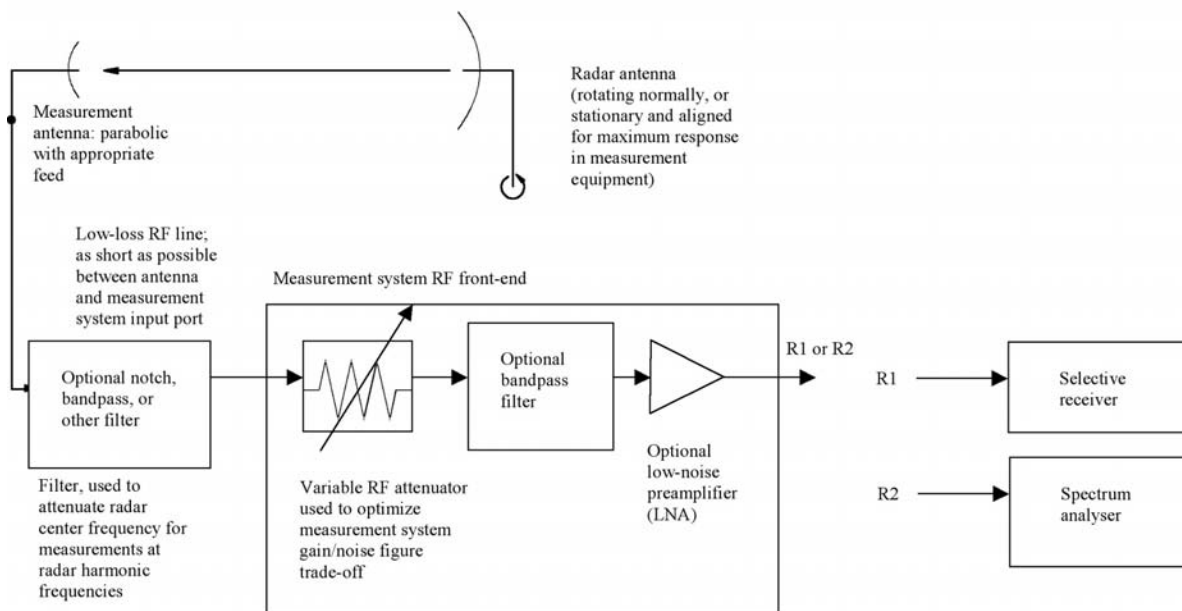 Measurement
antenna: parabolic
with appropriate
feed
Radar antenna
(rotating normally, or
stationary and aligned
for maximum response
in measurement
equipment)
Low-loss RF line;
as short as possible
between antenna
and measurement
system input port
Measurement system RF front-end
Optional notch,
bandpass, or
other filter
Optional
bandpass
filter
R1 or R2
R1
Selective
receiver
Filter, used to
attenuate radar
center frequency for
measurements at
radar harmonic
frequencies
Variable RF attenuator
used to optimize
measurement system
gain/noise figure
trade-off
Optional
low-noise
preamplifier
(LNA)
R2
Spectrum
analyser